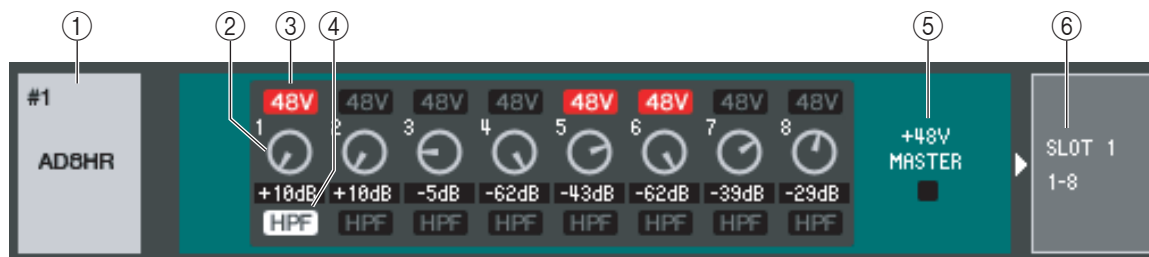 ① ② ③ ④ ⑤ ⑥
#1
AD8HR
48V 48V 48V 48V 48V 48V 48V 48V
1 2 3 4 5 6 7 8
+10dB +10dB -5dB -62dB -43dB -62dB -39dB -29dB
HPF HPF HPF HPF HPF HPF HPF HPF
+48V
MASTER
SLOT 1
1-8